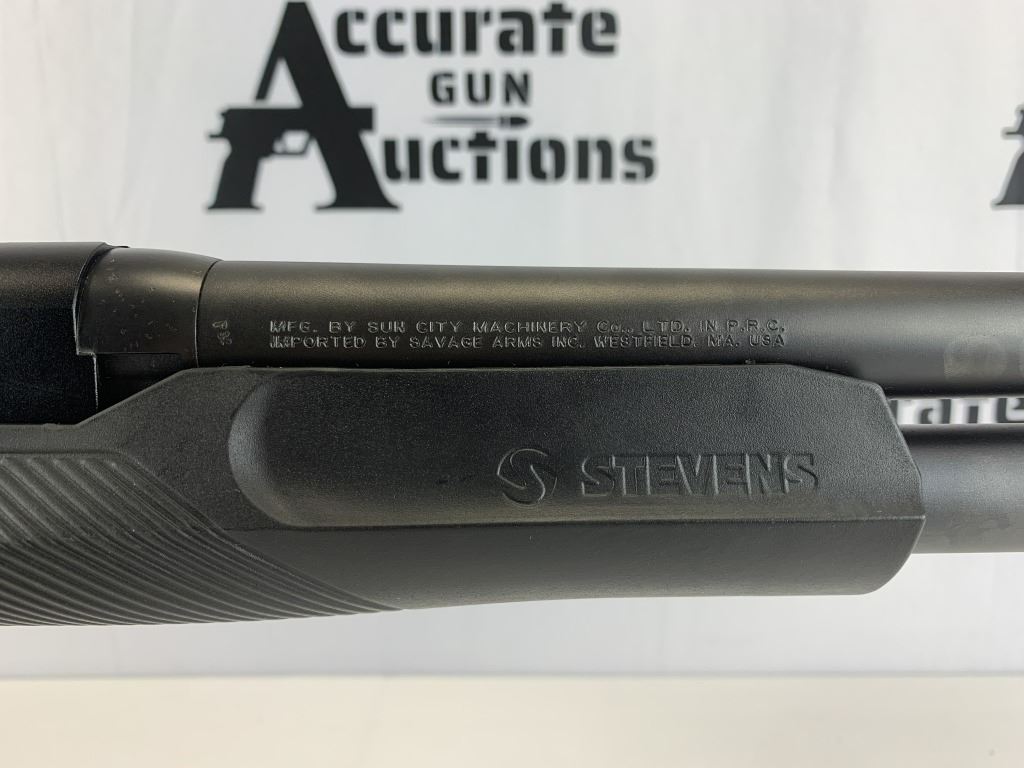 Accurate
GUN
Auctions
MFG. BY SUN CITY MACHINERY Co., LTD. IN P.R.C.
IMPORTED BY SAVAGE ARMS INC. WESTFIELD, MA. USA
STEVENS